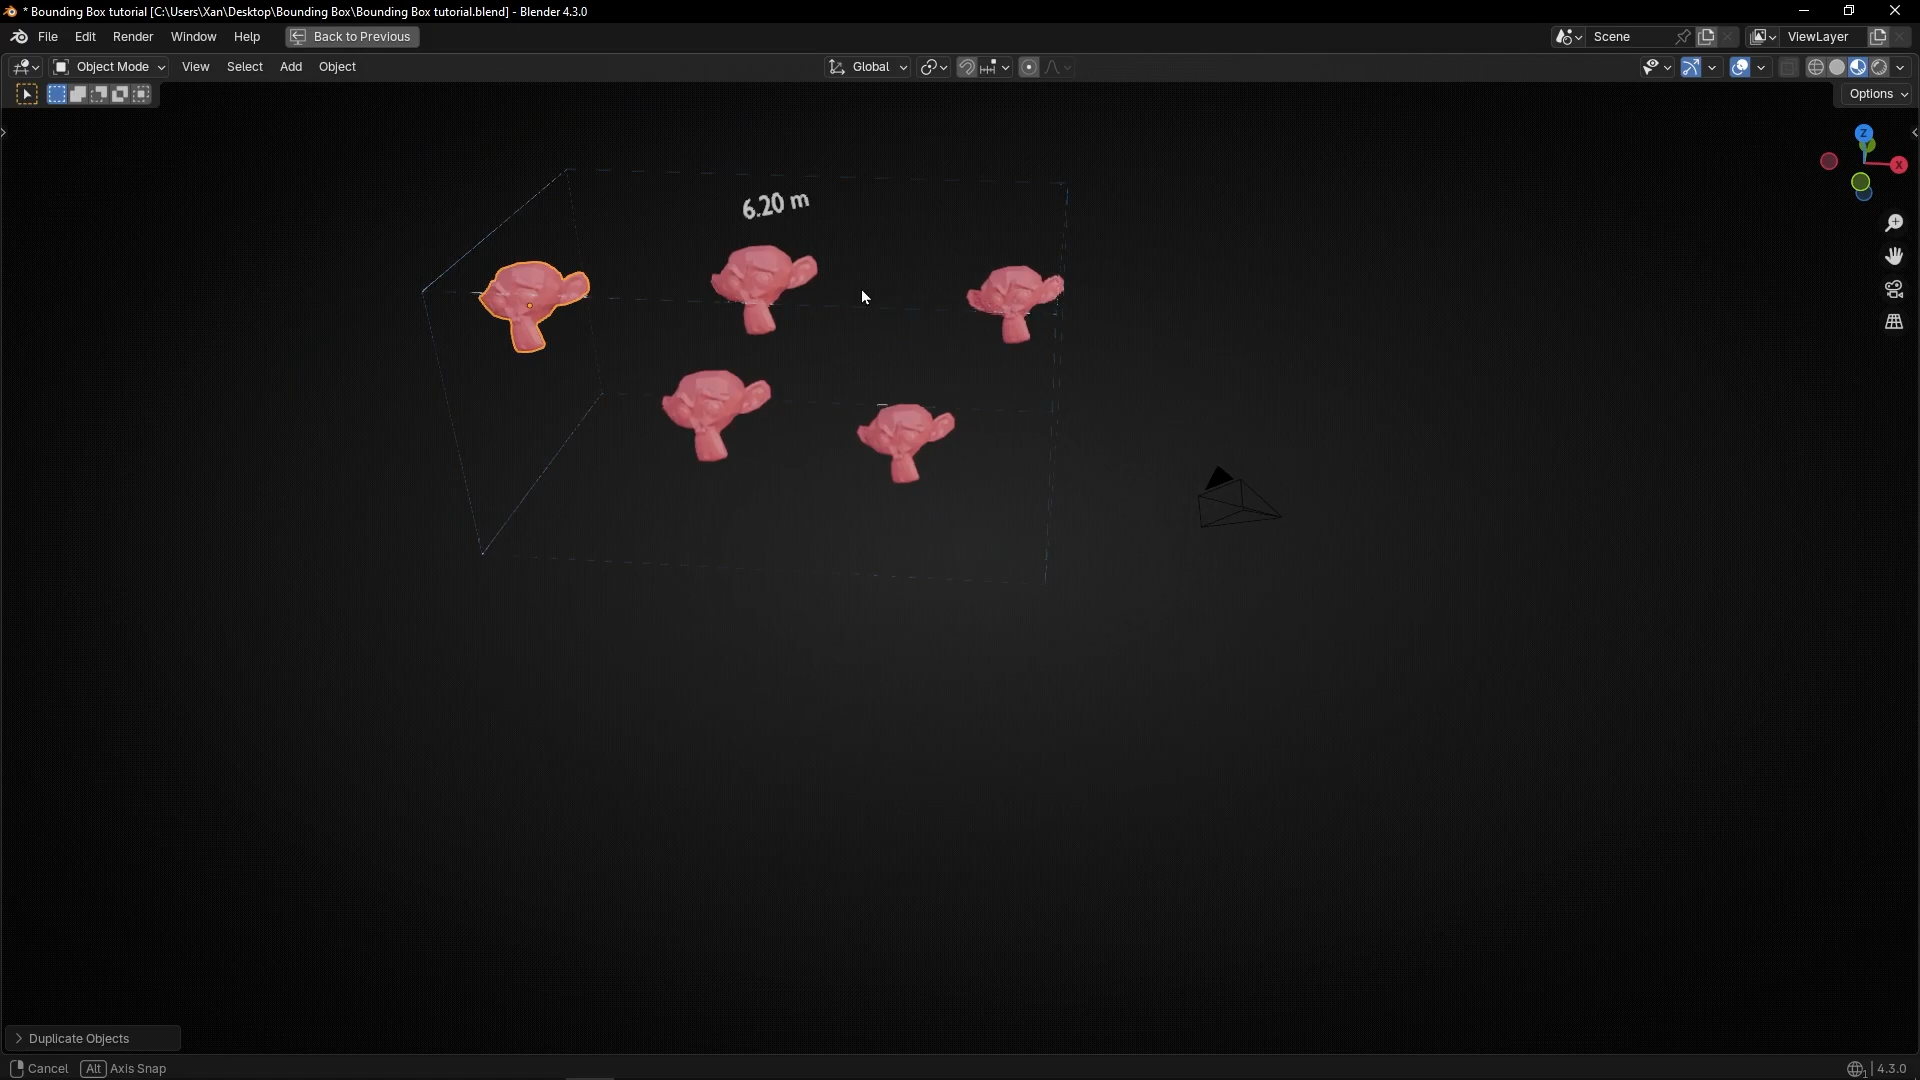 * Bounding Box tutorial [C:\Users\Xan\Desktop\Bounding Box\Bounding Box tutorial.blend] - Blender 4.3.0
File Edit Render Window Help Back to Previous Scene ViewLayer
Object Mode View Select Add Object Global
Options
Z
X
6.20 m
Duplicate Objects
Cancel Alt Axis Snap 4.3.0